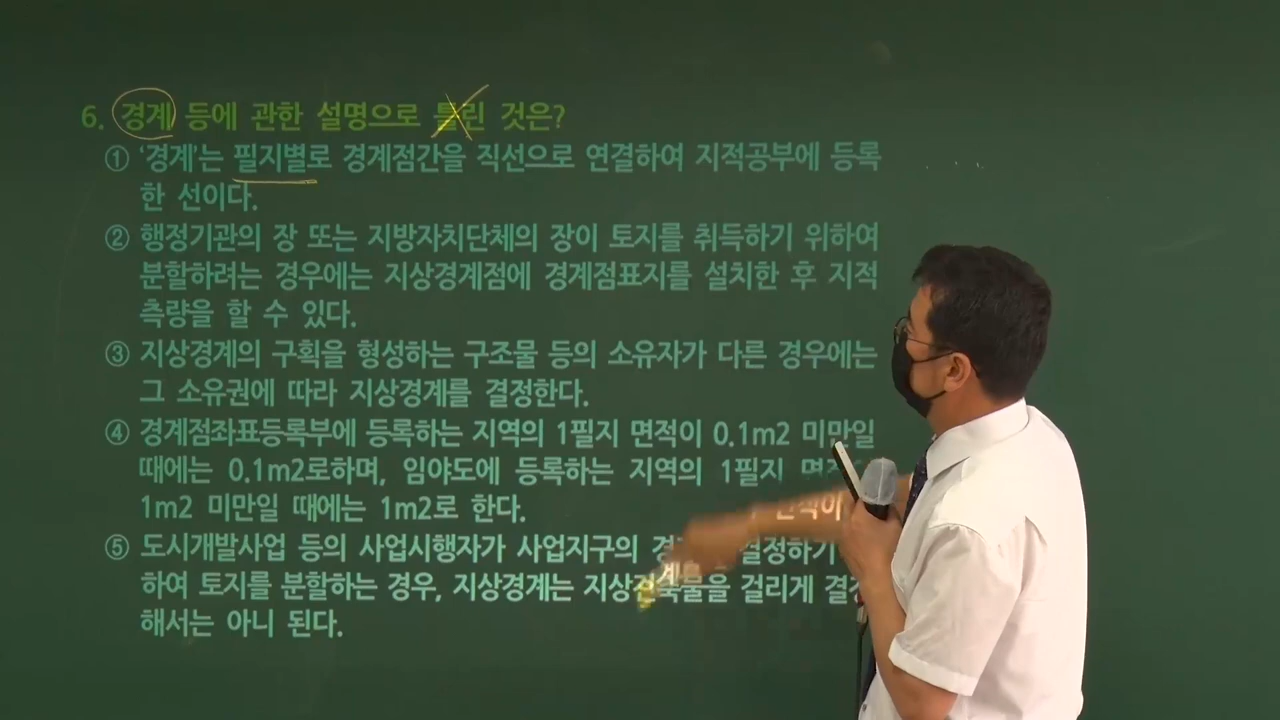 6. 경계 등에 관한 설명으로 틀린 것은?
① '경계'는 필지별로 경계점간을 직선으로 연결하여 지적공부에 등록
한 선이다.
② 행정기관의 장 또는 지방자치단체의 장이 토지를 취득하기 위하여
분할하려는 경우에는 지상경계점에 경계점표지를 설치한 후 지적
측량을 할 수 있다.
③ 지상경계의 구획을 형성하는 구조물 등의 소유자가 다른 경우에는
그 소유권에 따라 지상경계를 결정한다.
④ 경계점좌표등록부에 등록하는 지역의 1필지 면적이 0.1m2 미만일
때에는 0.1m2로하며, 임야도에 등록하는 지역의 1필지
1m2 미만일 때에는 1m2로 한다.
⑤ 도시개발사업 등의 사업시행자가 사업지구의 결정하기
하여 토지를 분할하는 경우, 지상경계는 지상건축물을 걸리게
해서는 아니 된다.